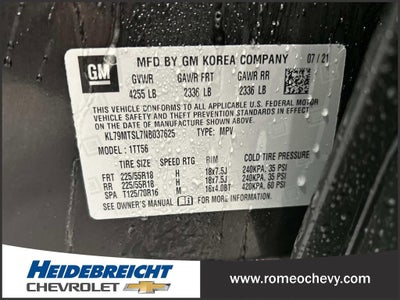 GM
MFD BY GM KOREA COMPANY 07/21
GVWR GAWR FRT GAWR RR
4255 LB 2336 LB 2336 LB
THIS VEHICLE CONFORMS TO ALL APPLICABLE U.S. FEDERAL MOTOR
VEHICLE SAFETY AND THEFT PREVENTION STANDARDS IN EFFECT ON THE
DATE OF MANUFACTURE SHOWN ABOVE.
KL79MTSL7NB037625 TYPE: MPV
MODEL: 1TT56
TIRE SIZE SPEED RTG RIM COLD TIRE PRESSURE
FRT 225/55R18 H 18x7.5J 240KPA, 35 PSI
RR 225/55R18 H 18x7.5J 240KPA, 35 PSI
SPA T125/70R16 M 16x4.0BT 420KPA, 60 PSI
SEE OWNER'S MANUAL OR FOR MORE INFORMATION.
HEIDEBREICHT
CHEVROLET
www.romeochevy.com